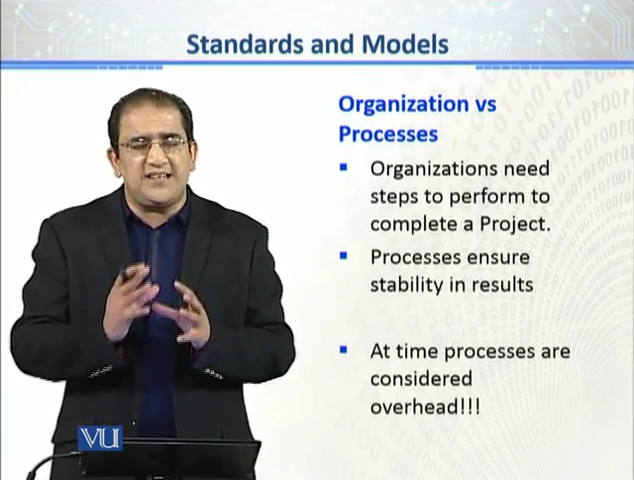 Standards and Models
Organization vs
Processes
Organizations need
steps to perform to
complete a Project.
Processes ensure
stability in results
At time processes are
considered
overhead!!!
VU